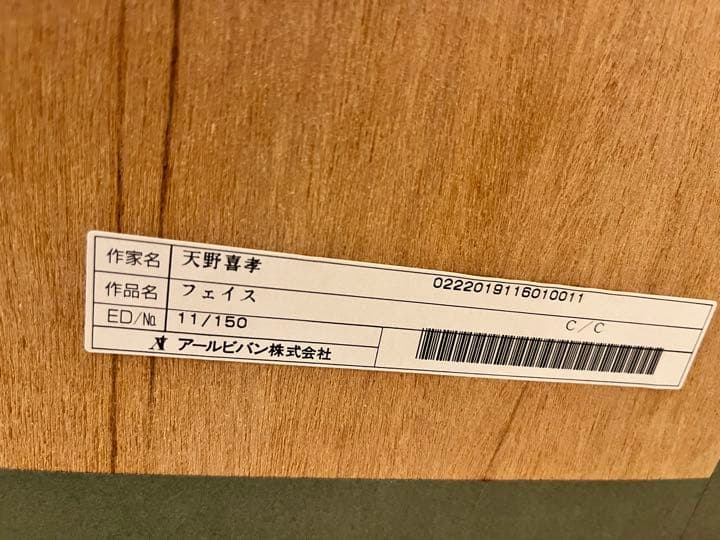 作家名 天野喜孝
0222019116010011
作品名 フェイス
C/C
ED/№ 11/150
アールビバン株式会社